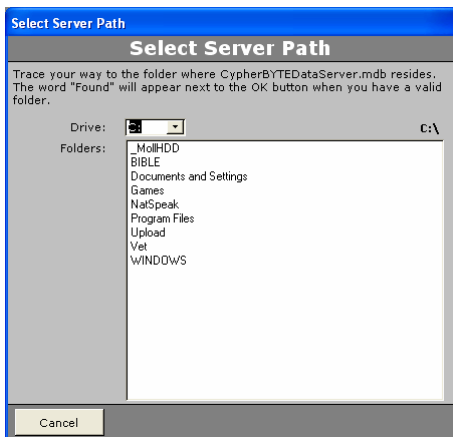 Select Server Path
Select Server Path
Trace your way to the folder where CypherBYTEDataServer.mdb resides.
The word "Found" will appear next to the OK button when you have a valid
folder.
Drive: C: C:\
Folders:
_MollHDD
BIBLE
Documents and Settings
Games
NatSpeak
Program Files
Upload
Vet
WINDOWS
Cancel